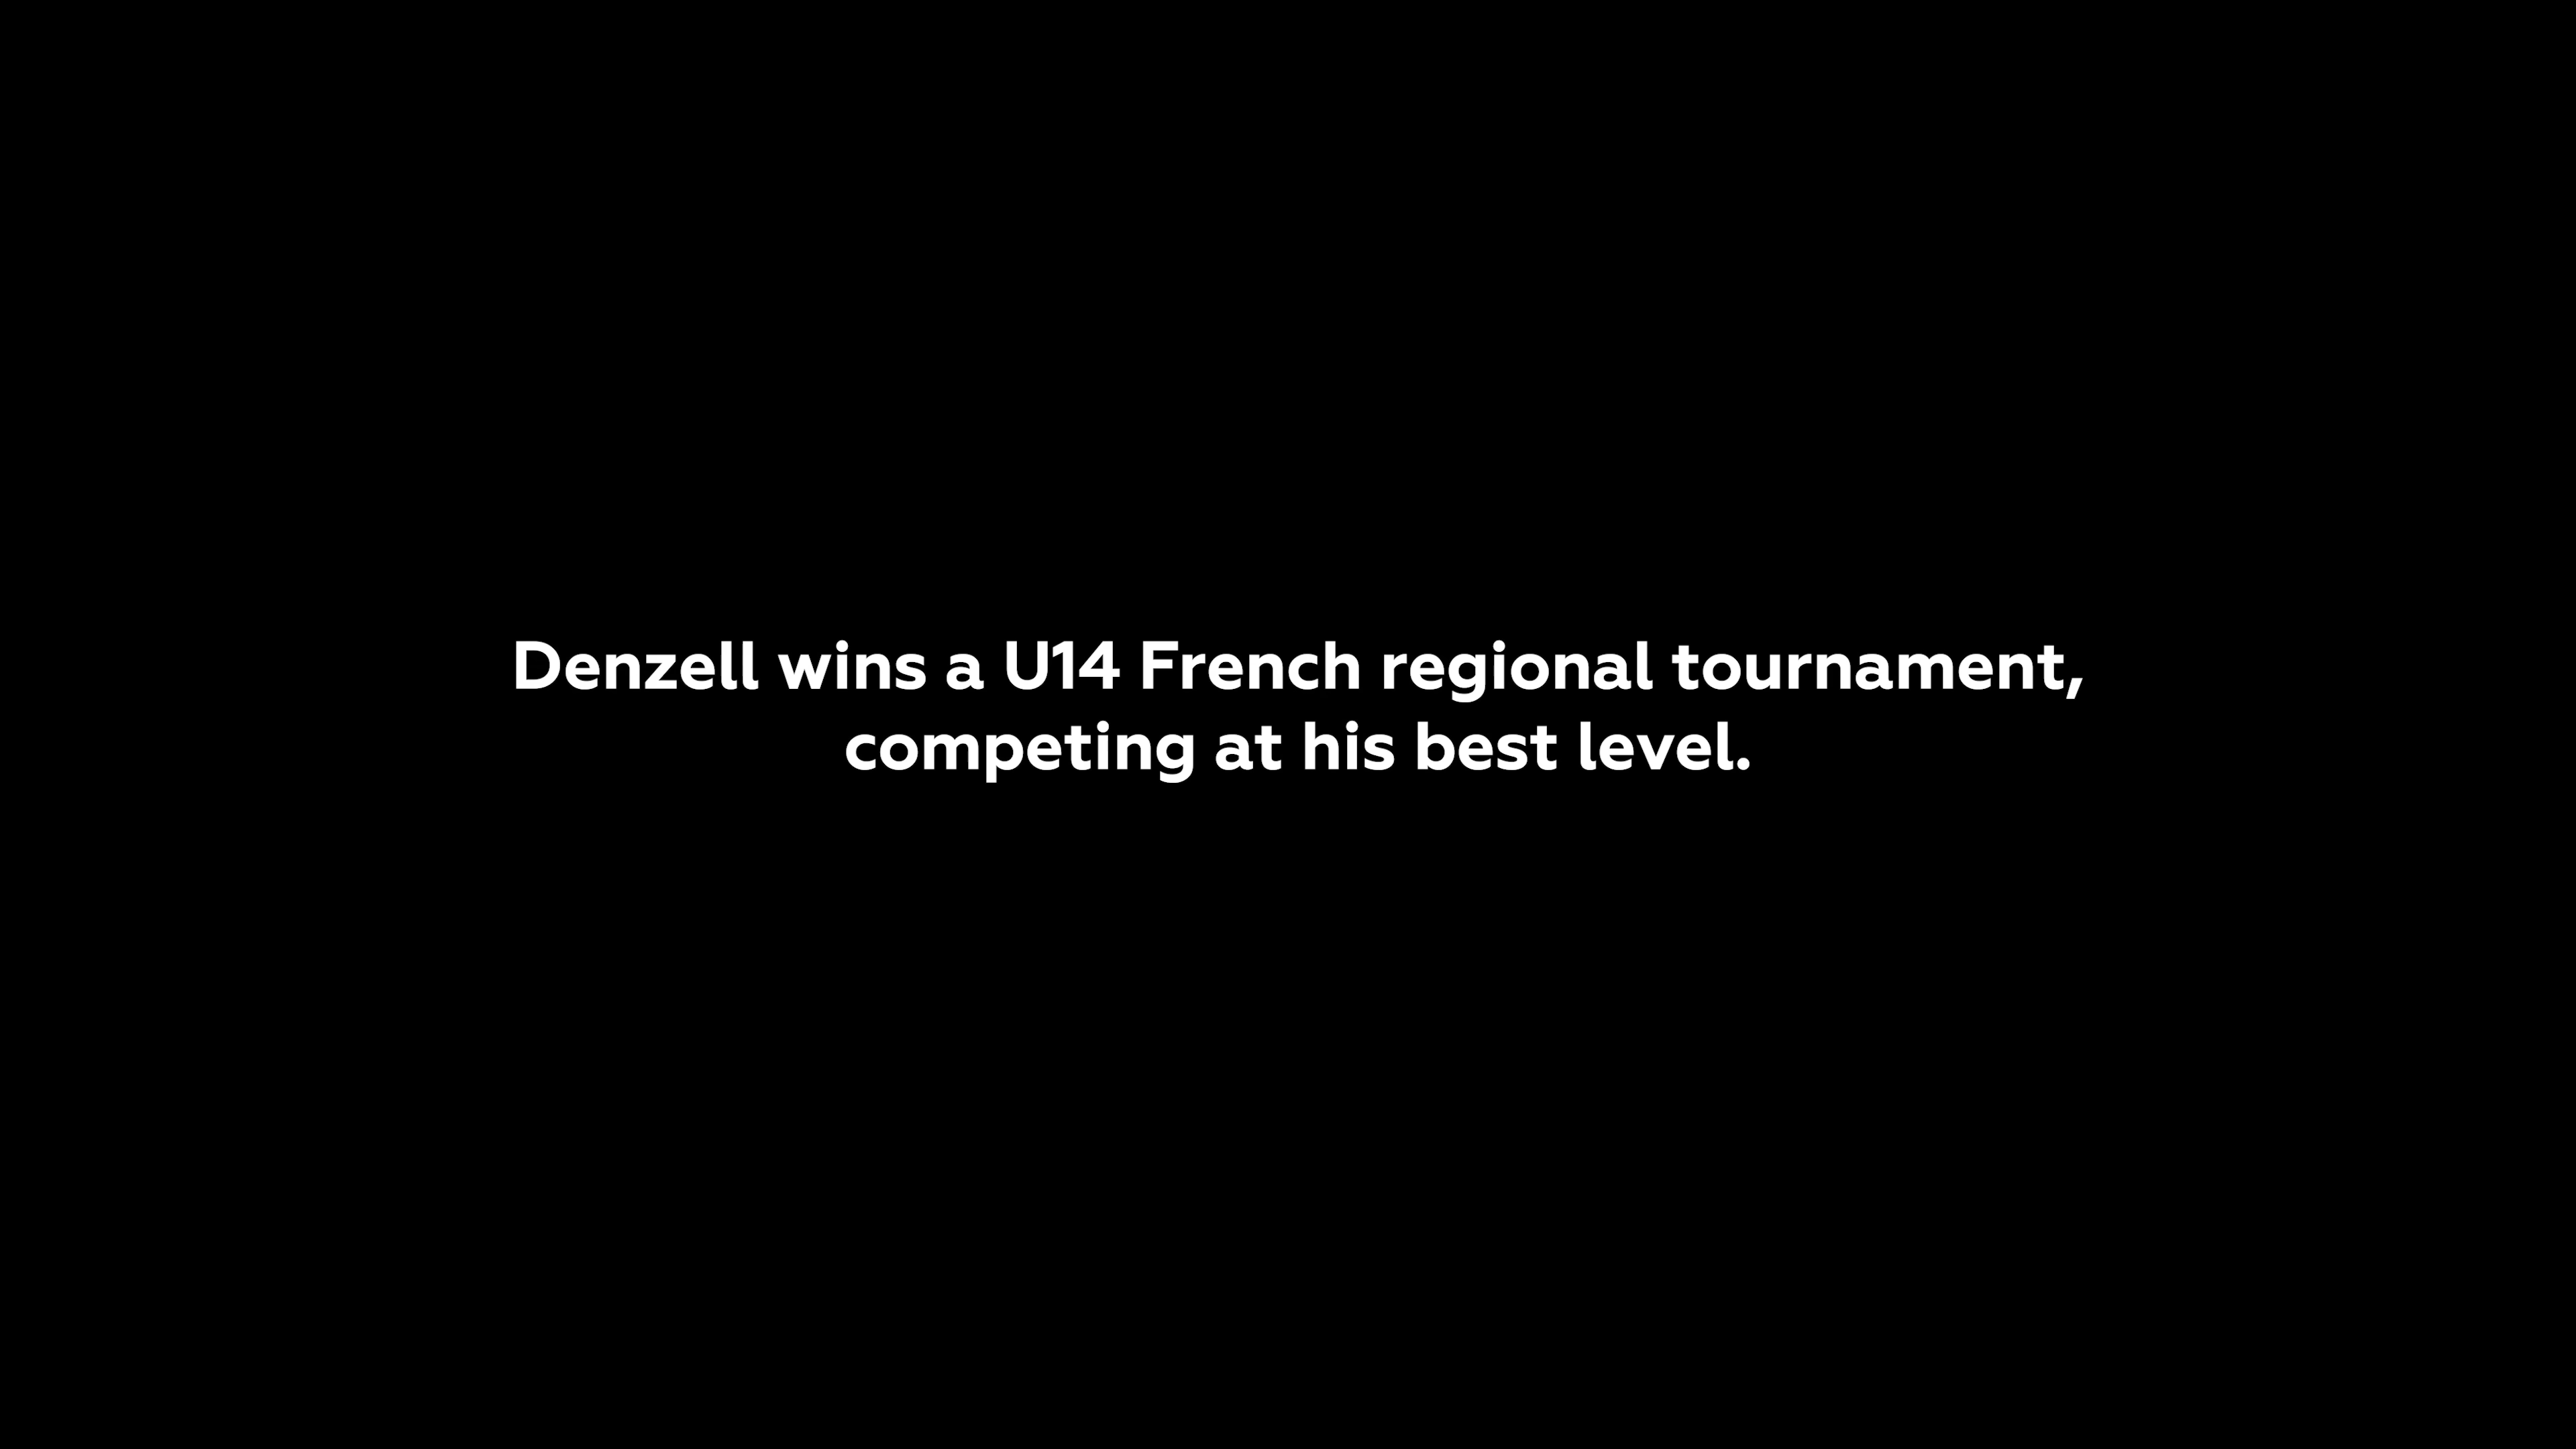 Denzell wins a U14 French regional tournament,
competing at his best level.